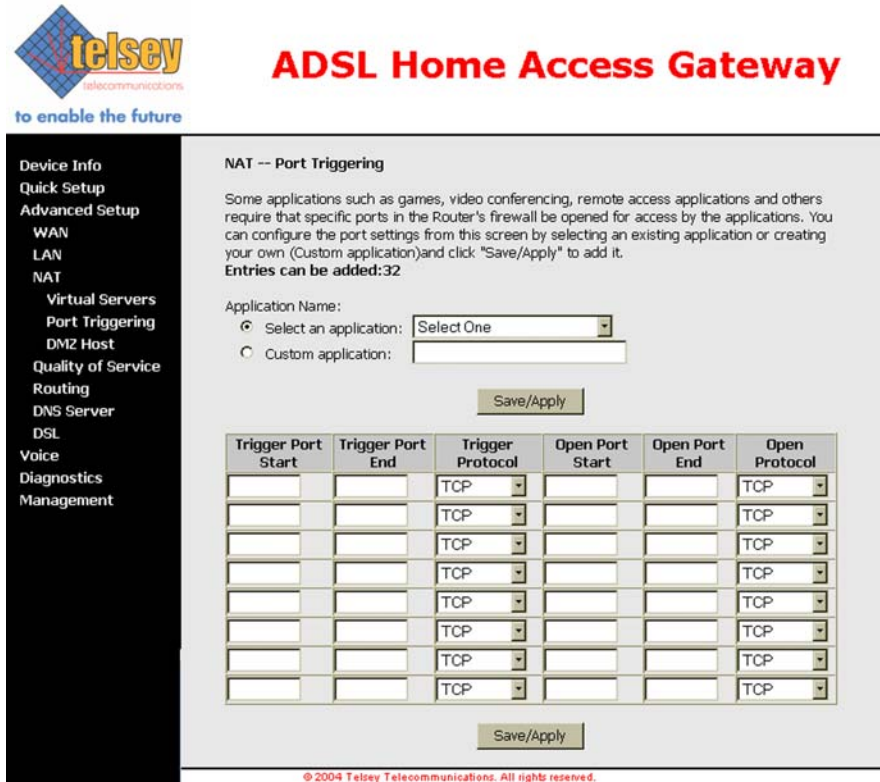 telsey
telecommunications
to enable the future
ADSL Home Access Gateway
Device Info
Quick Setup
Advanced Setup
WAN
LAN
NAT
Virtual Servers
Port Triggering
DMZ Host
Quality of Service
Routing
DNS Server
DSL
Voice
Diagnostics
Management
NAT -- Port Triggering
Some applications such as games, video conferencing, remote access applications and others
require that specific ports in the Router's firewall be opened for access by the applications. You
can configure the port settings from this screen by selecting an existing application or creating
your own (Custom application)and click "Save/Apply" to add it.
Entries can be added:32
Application Name:
Select an application: Select One
Custom application:
Save/Apply
Trigger Port Start Trigger Port End Trigger Protocol Open Port Start Open Port End Open Protocol
TCP TCP
TCP TCP
TCP TCP
TCP TCP
TCP TCP
TCP TCP
TCP TCP
TCP TCP
Save/Apply
© 2004 Telsey Telecommunications. All rights reserved.